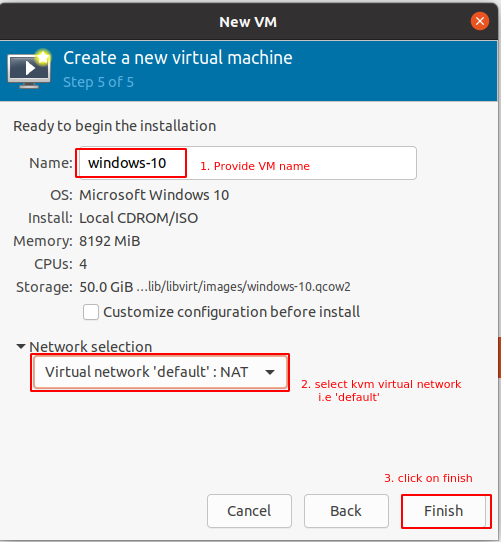 New VM
Create a new virtual machine
Step 5 of 5
Ready to begin the installation
Name: windows-10 1. Provide VM name
OS: Microsoft Windows 10
Install: Local CDROM/ISO
Memory: 8192 MiB
CPUs: 4
Storage: 50.0 GiB ...lib/libvirt/images/windows-10.qcow2
Customize configuration before install
Network selection
Virtual network 'default' : NAT
2. select kvm virtual network
i.e 'default'
3. click on finish
Cancel Back Finish